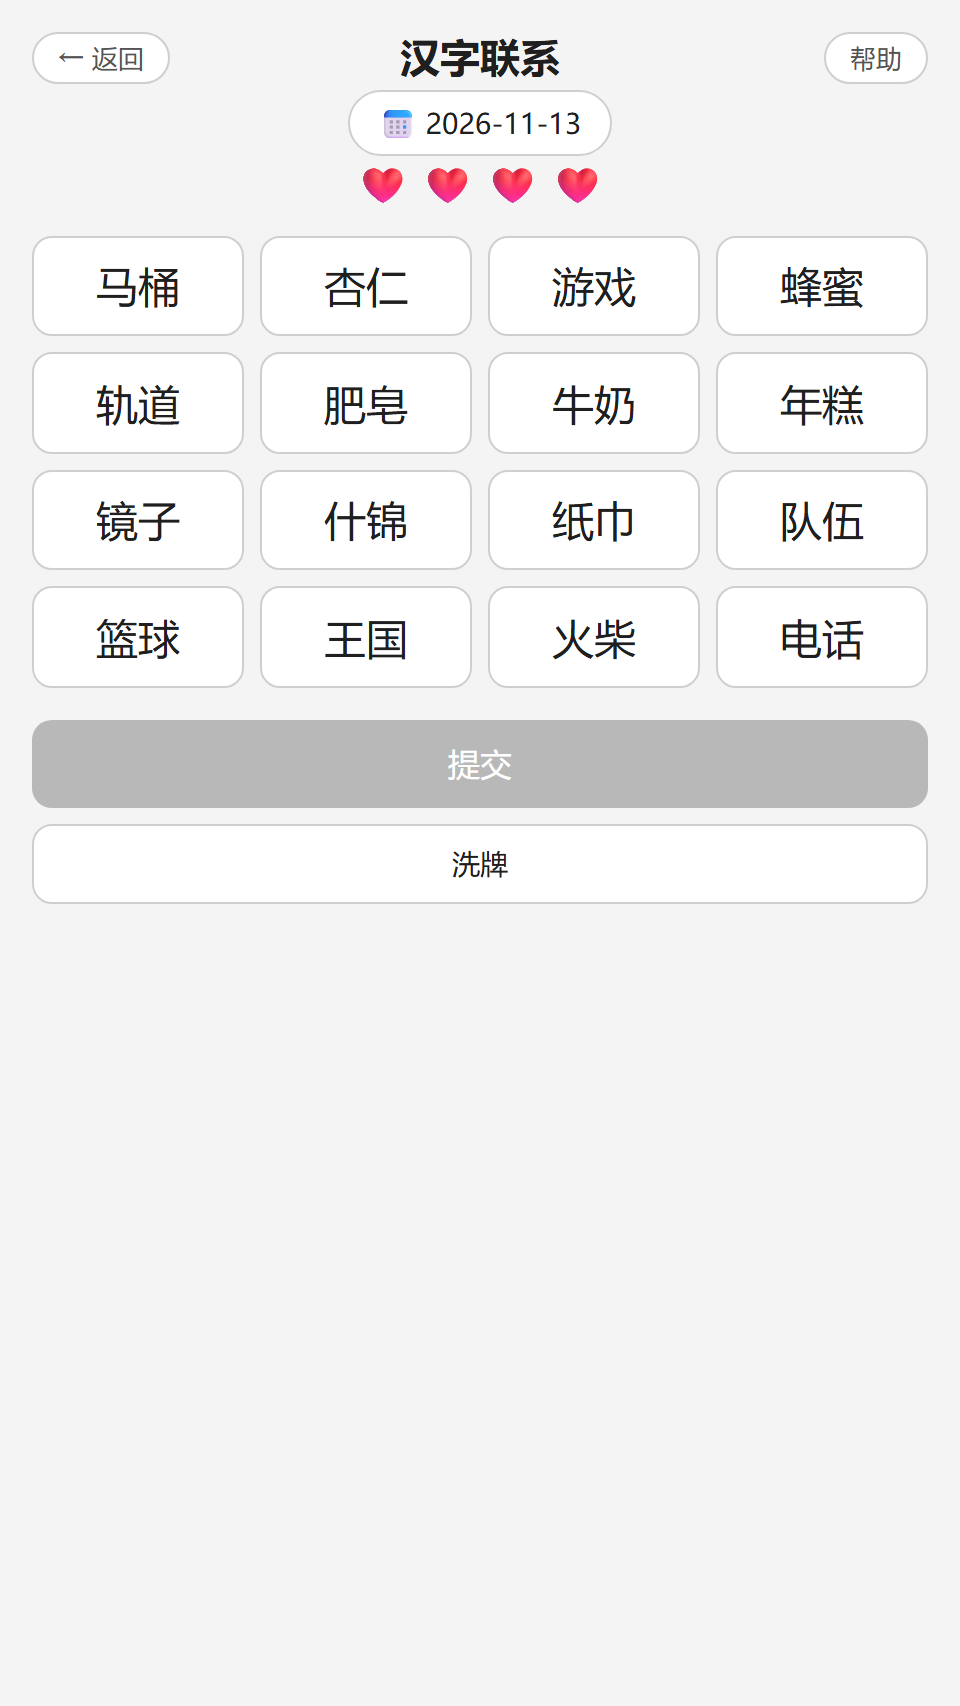 ← 返回
汉字联系
帮助
2026-11-13
马桶 杏仁 游戏 蜂蜜
轨道 肥皂 牛奶 年糕
镜子 什锦 纸巾 队伍
篮球 王国 火柴 电话
提交
洗牌